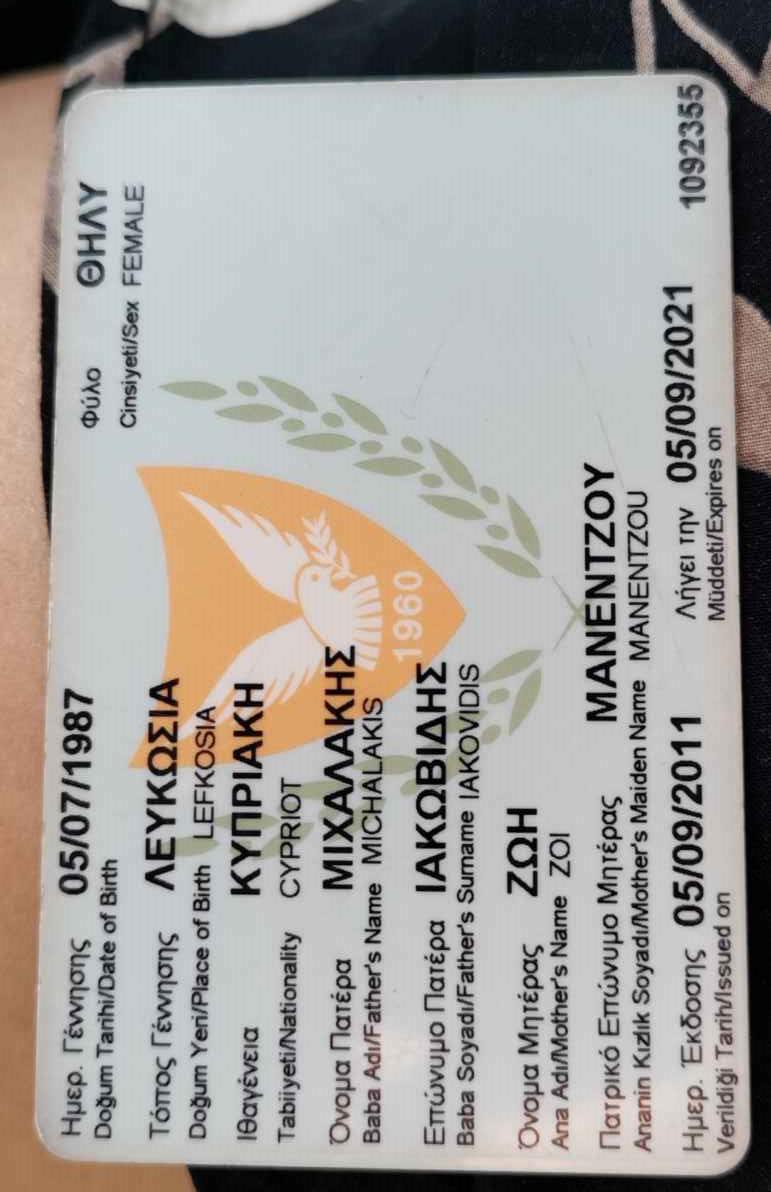 Ημερ. Γέννησης 05/07/1987
Doğum Tarihi/Date of Birth
Φύλο ΘΗΛΥ
Cinsiyeti/Sex FEMALE
Τόπος Γέννησης ΛΕΥΚΩΣΙΑ
Doğum Yeri/Place of Birth LEFKOSIA
Ιθαγένεια ΚΥΠΡΙΑΚΗ
Tabiiyeti/Nationality CYPRIOT
Όνομα Πατέρα ΜΙΧΑΛΑΚΗΣ
Baba Adı/Father's Name MICHALAKIS
1960
Επώνυμο Πατέρα ΙΑΚΩΒΙΔΗΣ
Baba Soyadı/Father's Surname IAKOVIDIS
Όνομα Μητέρας ΖΩΗ
Ana Adı/Mother's Name ZOI
Πατρικό Επώνυμο Μητέρας ΜΑΝΕΝΤΖΟΥ
Ananin Kızlık Soyadı/Mother's Maiden Name MANENTZOU
Ημερ. Έκδοσης 05/09/2011 Λήγει την 05/09/2021 1092355
Verildiği Tarih/Issued on Müddeti/Expires on